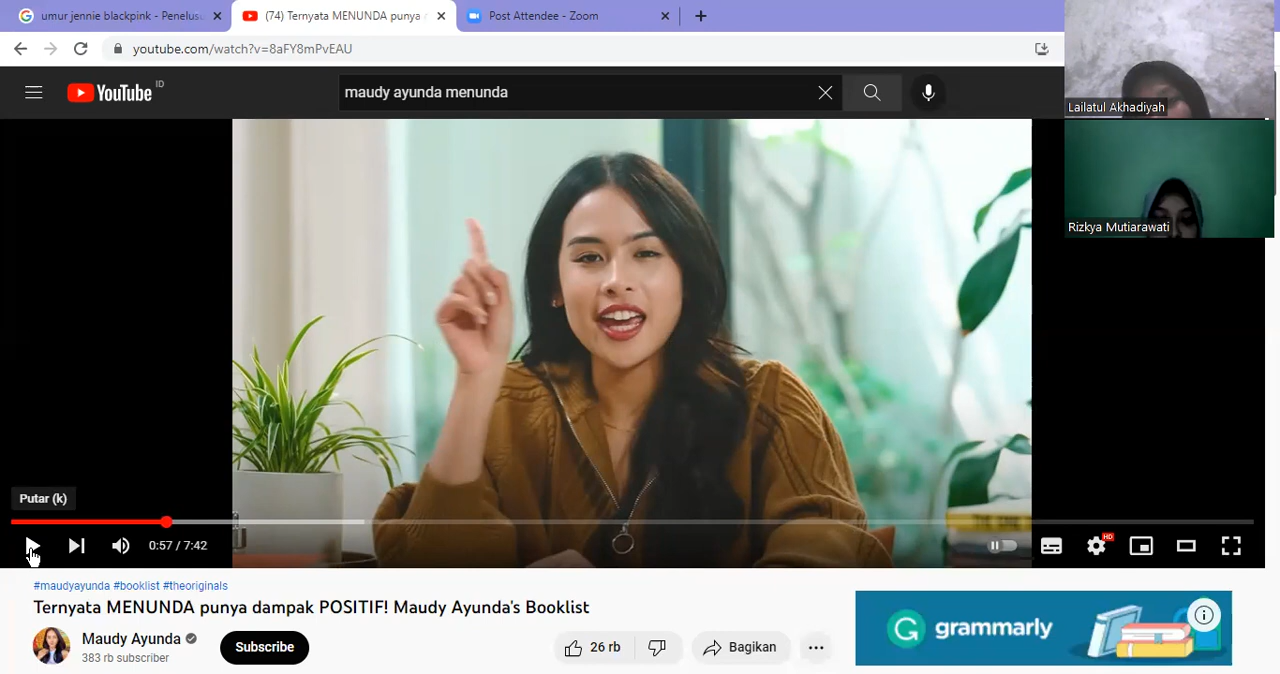 umur jennie blackpink - Penelus
(74) Ternyata MENUNDA punya
Post Attendee - Zoom
youtube.com/watch?v=8aFY8mPvEAU
YouTube ID
maudy ayunda menunda
Lailatul Akhadiyah
Rizkya Mutiarawati
Putar (k)
0:57 / 7:42
HD
#maudyayunda #booklist #theoriginals
Ternyata MENUNDA punya dampak POSITIF! Maudy Ayunda's Booklist
Maudy Ayunda
383 rb subscriber
Subscribe
26 rb
Bagikan
grammarly